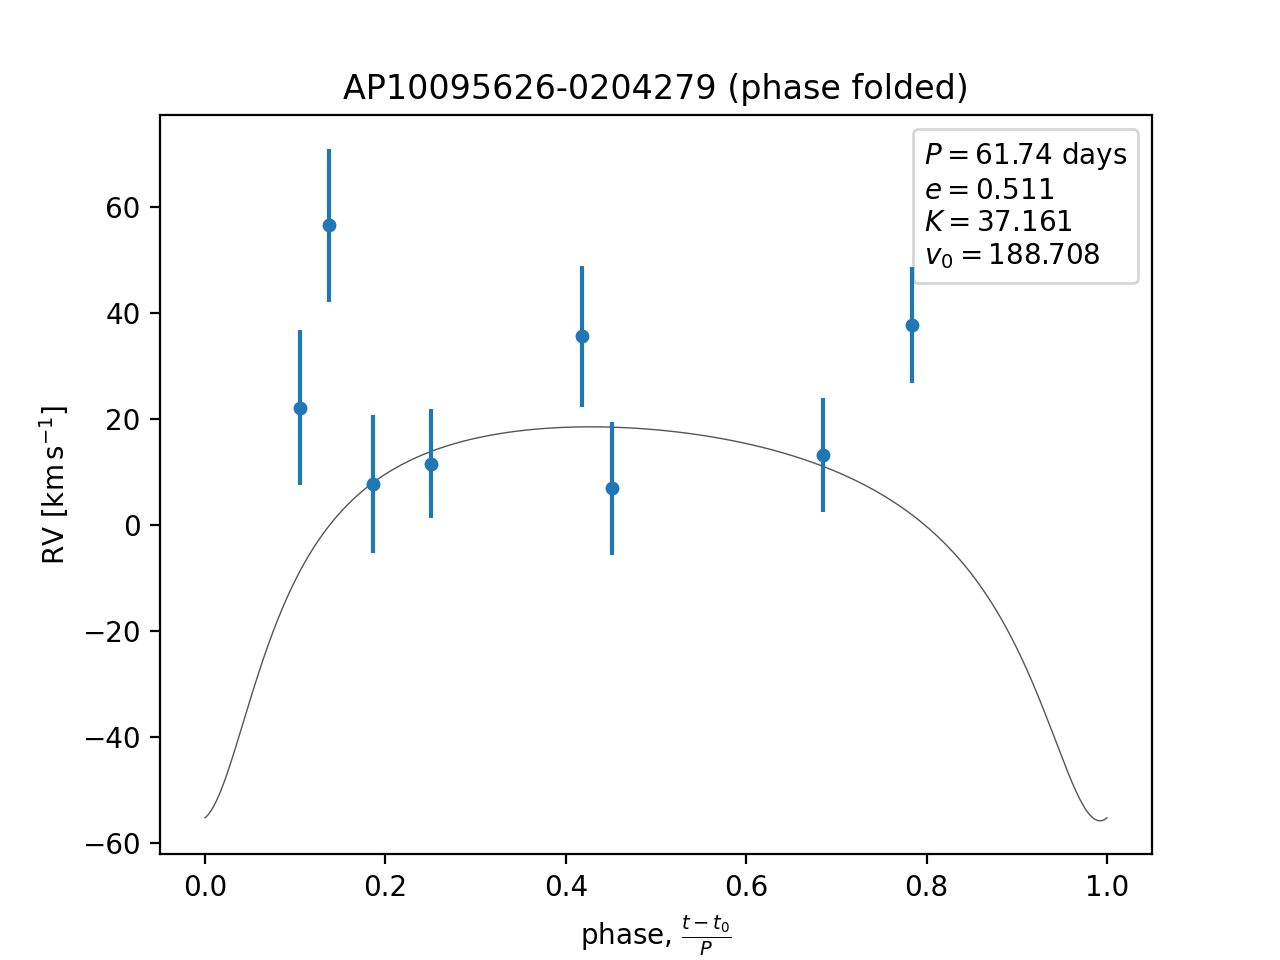 AP10095626-0204279 (phase folded)
P = 61.74 days
e = 0.511
K = 37.161
v₀ = 188.708
RV [km s⁻¹]
60
40
20
0
−20
−40
−60
0.0 0.2 0.4 0.6 0.8 1.0
phase, (t − t₀)/P